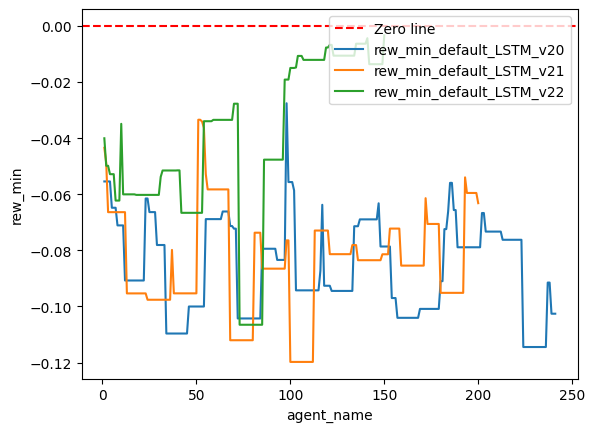 Zero line
rew_min_default_LSTM_v20
rew_min_default_LSTM_v21
rew_min_default_LSTM_v22
rew_min
0.00
−0.02
−0.04
−0.06
−0.08
−0.10
−0.12
0
50
100
150
200
250
agent_name